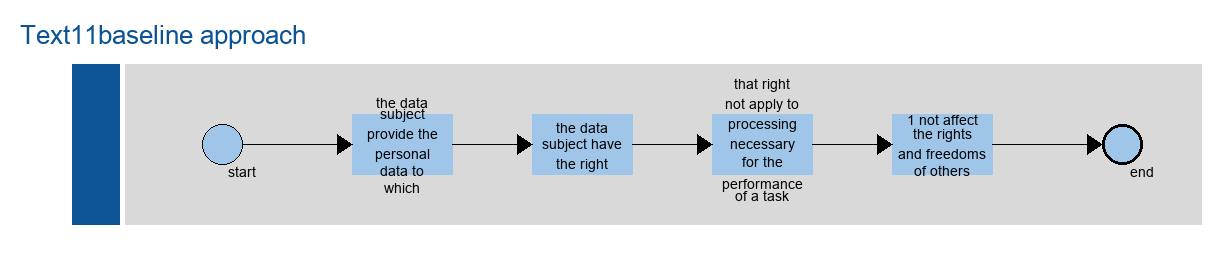 Text11baseline approach
start
the data
subject
provide the
personal
data to
which
the data
subject have
the right
that right
not apply to
processing
necessary
for the
performance
of a task
1 not affect
the rights
and freedoms
of others
end